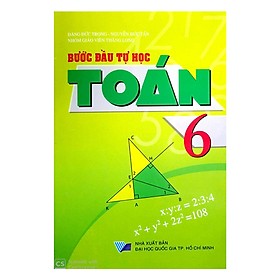 BƯỚC ĐẦU TỰ HỌC
TOÁN
6
x:y:z = 2:3:4
x² + y² + 2z² = 108
NHÀ XUẤT BẢN
ĐẠI HỌC QUỐC GIA TP. HỒ CHÍ MINH